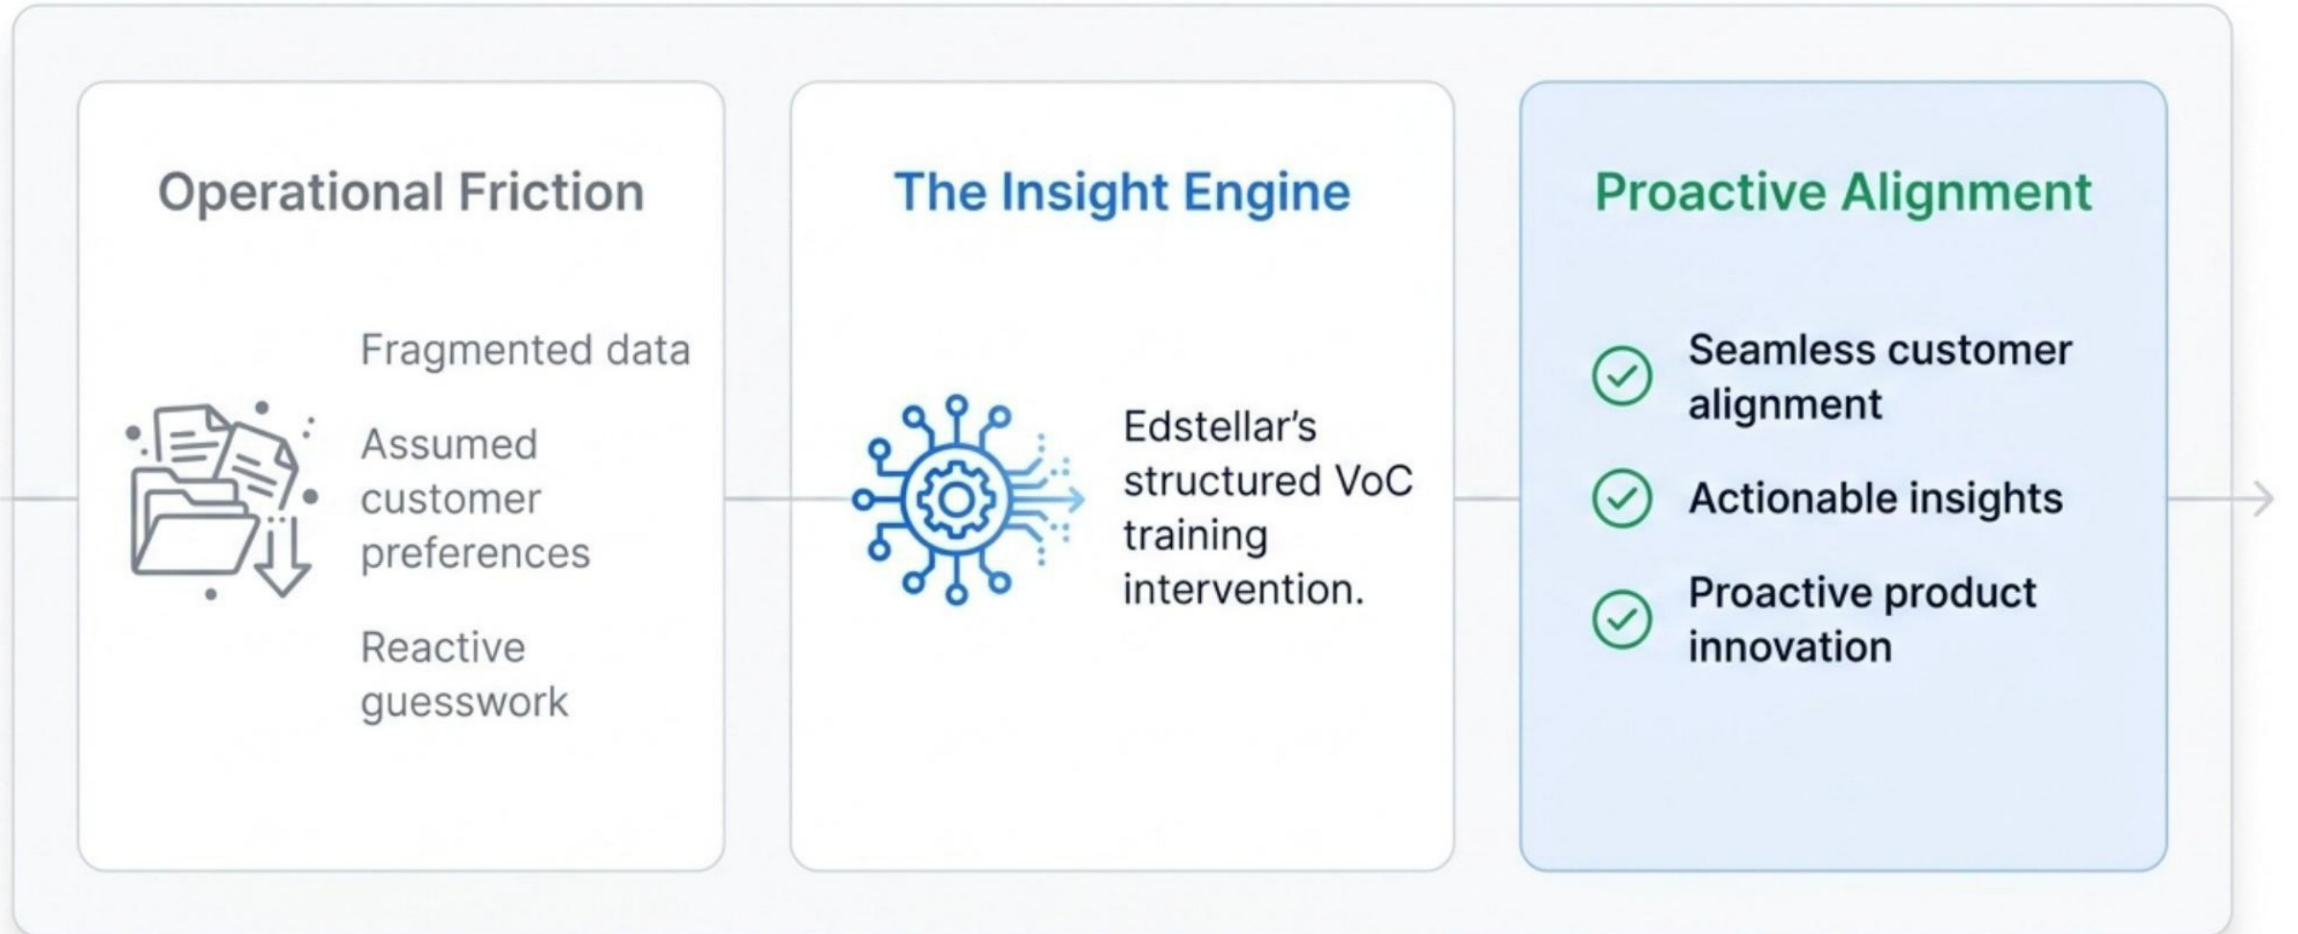 Operational Friction
Fragmented data
Assumed
customer
preferences
Reactive
guesswork
The Insight Engine
Edstellar’s
structured VoC
training
intervention.
Proactive Alignment
Seamless customer
alignment
Actionable insights
Proactive product
innovation